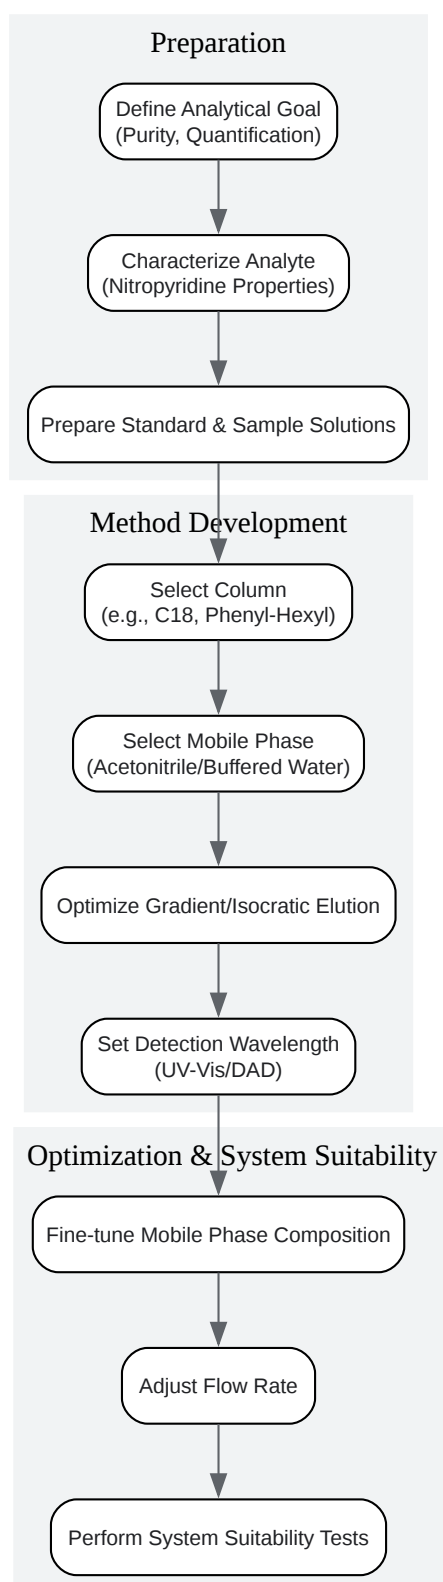 Preparation
Define Analytical Goal
(Purity, Quantification)
Characterize Analyte
(Nitropyridine Properties)
Prepare Standard & Sample Solutions
Method Development
Select Column
(e.g., C18, Phenyl-Hexyl)
Select Mobile Phase
(Acetonitrile/Buffered Water)
Optimize Gradient/Isocratic Elution
Set Detection Wavelength
(UV-Vis/DAD)
Optimization & System Suitability
Fine-tune Mobile Phase Composition
Adjust Flow Rate
Perform System Suitability Tests